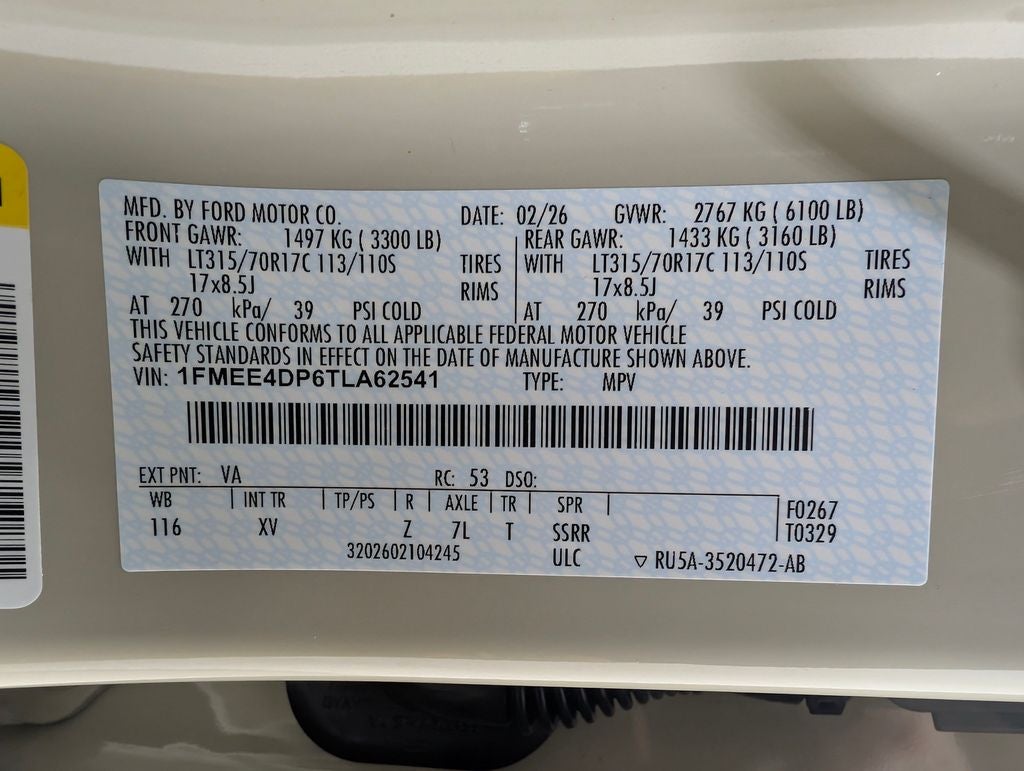 MFD. BY FORD MOTOR CO. DATE: 02/26 GVWR: 2767 KG ( 6100 LB)
FRONT GAWR: 1497 KG ( 3300 LB) REAR GAWR: 1433 KG ( 3160 LB)
WITH LT315/70R17C 113/110S TIRES WITH LT315/70R17C 113/110S TIRES
17x8.5J RIMS 17x8.5J RIMS
AT 270 kPa/ 39 PSI COLD AT 270 kPa/ 39 PSI COLD
THIS VEHICLE CONFORMS TO ALL APPLICABLE FEDERAL MOTOR VEHICLE
SAFETY STANDARDS IN EFFECT ON THE DATE OF MANUFACTURE SHOWN ABOVE.
VIN: 1FMEE4DP6TLA62541 TYPE: MPV
EXT PNT: VA RC: 53 DSO:
WB INT TR TP/PS R AXLE TR SPR F0267
116 XV Z 7L T SSRR T0329
3202602104245 ULC ▽ RU5A-3520472-AB